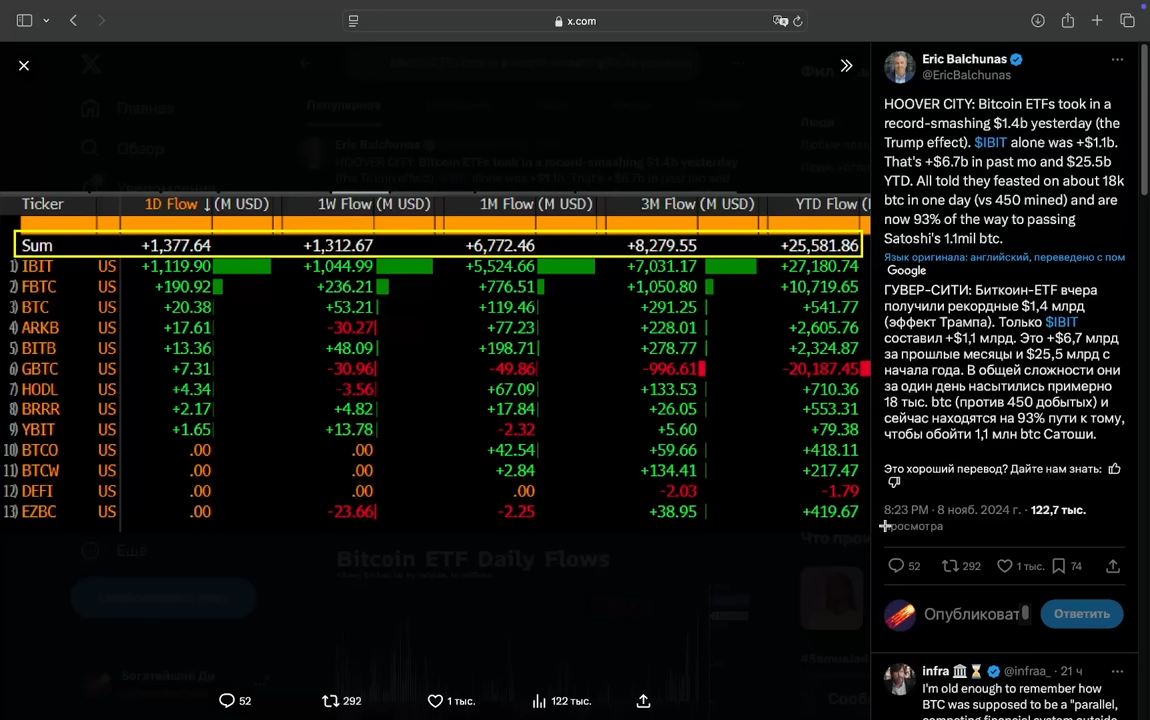 x.com
Ticker 1D Flow ↓ (M USD) 1W Flow (M USD) 1M Flow (M USD) 3M Flow (M USD) YTD Flow (
Sum +1,377.64 +1,312.67 +6,772.46 +8,279.55 +25,581.86
1) IBIT US +1,119.90 +1,044.99 +5,524.66 +7,031.17 +27,180.74
2) FBTC US +190.92 +236.21 +776.51 +1,050.80 +10,719.65
3) BTC US +20.38 +53.21 +119.46 +291.25 +541.77
4) ARKB US +17.61 -30.27 +77.23 +228.01 +2,605.76
5) BITB US +13.36 +48.09 +198.71 +278.77 +2,324.87
6) GBTC US +7.31 -30.96 -49.86 -996.61 -20,187.45
7) HODL US +4.34 -3.56 +67.09 +133.53 +710.36
8) BRRR US +2.17 +4.82 +17.84 +26.05 +553.31
9) YBIT US +1.65 +13.78 -2.32 +5.60 +79.38
10) BTCO US .00 .00 +42.54 +59.66 +418.11
11) BTCW US .00 .00 +2.84 +134.41 +217.47
12) DEFI US .00 .00 .00 -2.03 -1.79
13) EZBC US .00 -23.66 -2.25 +38.95 +419.67
Главная
Обзор
Популярное
Eric Balchunas
Ещё
Bitcoin ETF Daily Flows
52 292 1 тыс. 122 тыс.
Eric Balchunas
@EricBalchunas
HOOVER CITY: Bitcoin ETFs took in a
record-smashing $1.4b yesterday (the
Trump effect). $IBIT alone was +$1.1b.
That's +$6.7b in past mo and $25.5b
YTD. All told they feasted on about 18k
btc in one day (vs 450 mined) and are
now 93% of the way to passing
Satoshi's 1.1mil btc.
Язык оригинала: английский, переведено с пом
Google
ГУВЕР-СИТИ: Биткоин-ETF вчера
получили рекордные $1,4 млрд
(эффект Трампа). Только $IBIT
составил +$1,1 млрд. Это +$6,7 млрд
за прошлые месяцы и $25,5 млрд с
начала года. В общей сложности они
за один день насытились примерно
18 тыс. btc (против 450 добытых) и
сейчас находятся на 93% пути к тому,
чтобы обойти 1,1 млн btc Сатоши.
Это хороший перевод? Дайте нам знать:
8:23 PM · 8 нояб. 2024 г. · 122,7 тыс.
просмотра
52 292 1 тыс. 74
Опубликоват Ответить
infra @infraa_ · 21 ч
I'm old enough to remember how
BTC was supposed to be a "parallel,